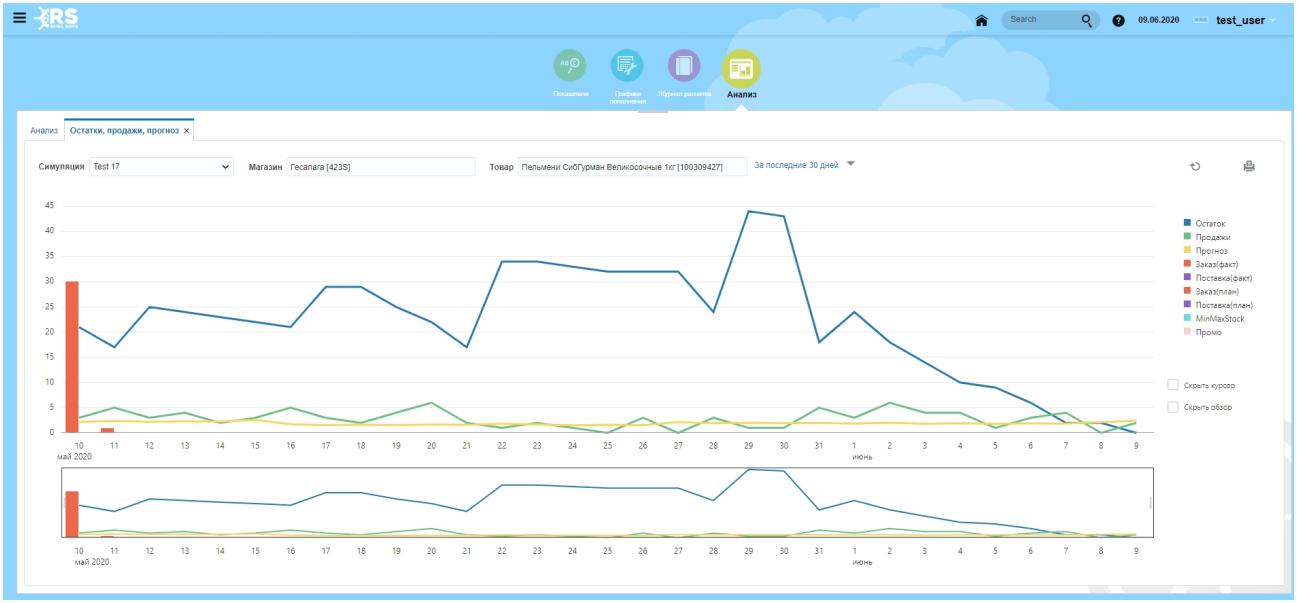 RS
Search
?
09.06.2020
test_user
Показатели
Графики
пополнения
Журнал расчетов
Анализ
Анализ
Остатки, продажи, прогноз ×
Симуляция
Test 17
Магазин
Гесалага [423S]
Товар
Пельмени СибГурман Великосочные 1кг [100309427]
За последние 30 дней
45
40
35
30
25
20
15
10
5
0
10 11 12 13 14 15 16 17 18 19 20 21 22 23 24 25 26 27 28 29 30 31 1 2 3 4 5 6 7 8 9
май 2020 июнь
Остаток
Продажи
Прогноз
Заказ(факт)
Поставка(факт)
Заказ(план)
Поставка(план)
MinMaxStock
Промо
Скрыть курсор
Скрыть обзор
10 11 12 13 14 15 16 17 18 19 20 21 22 23 24 25 26 27 28 29 30 31 1 2 3 4 5 6 7 8 9
май 2020 июнь